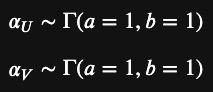 α_U ∼ Γ(a = 1, b = 1)
α_V ∼ Γ(a = 1, b = 1)